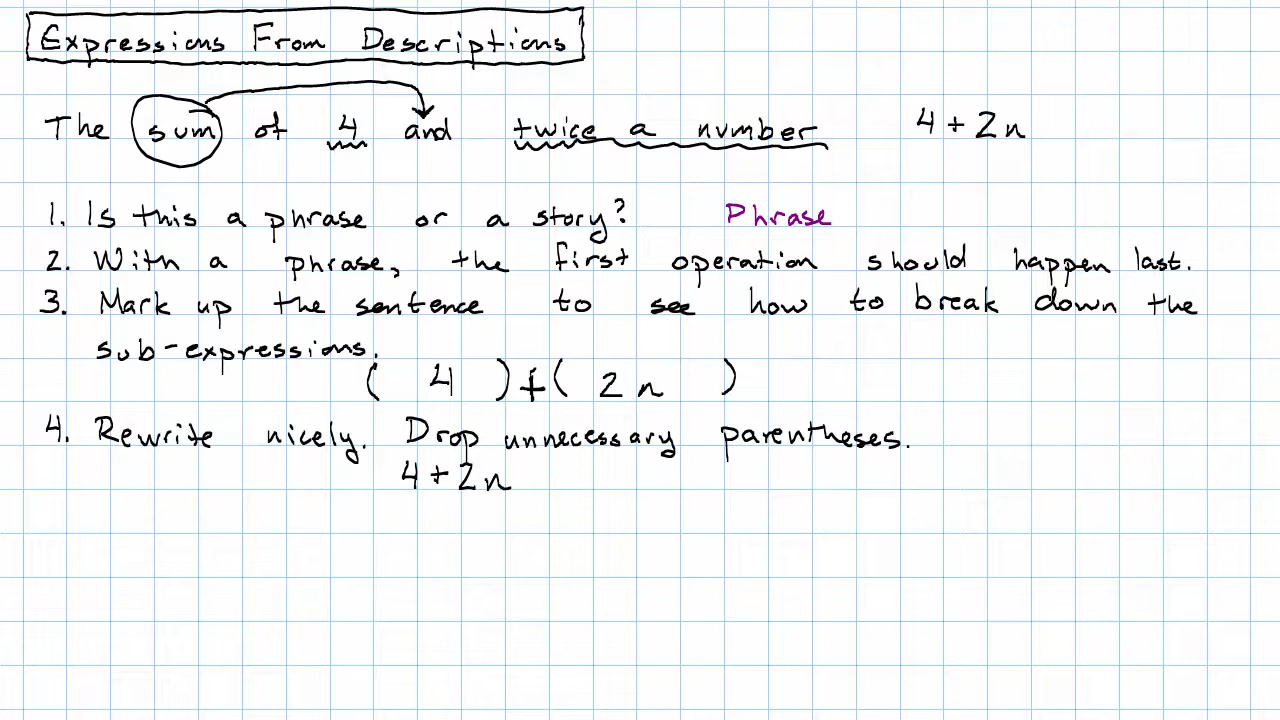 Expressions From Descriptions
The sum of 4 and twice a number 4 + 2n
1. Is this a phrase or a story? Phrase
2. With a phrase, the first operation should happen last.
3. Mark up the sentence to see how to break down the
sub-expressions.
( 4 ) + ( 2n )
4. Rewrite nicely. Drop unnecessary parentheses.
4 + 2n